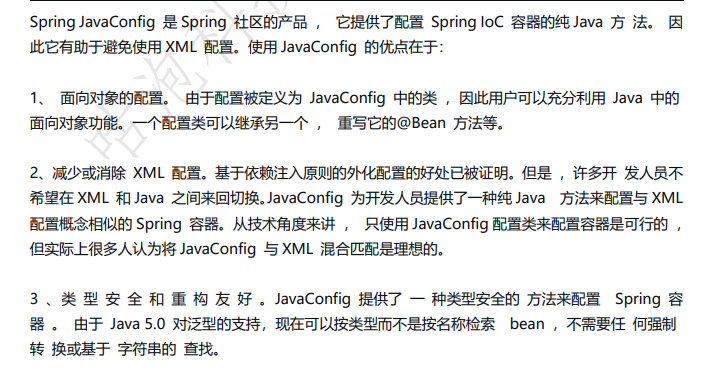 Spring JavaConfig 是 Spring 社区的产品 ， 它提供了配置 Spring IoC 容器的纯 Java 方 法。 因
此它有助于避免使用 XML 配置。使用 JavaConfig 的优点在于：
1、 面向对象的配置。 由于配置被定义为 JavaConfig 中的类 ，因此用户可以充分利用 Java 中的
面向对象功能。一个配置类可以继承另一个 ， 重写它的@Bean 方法等。
2、减少或消除 XML 配置。基于依赖注入原则的外化配置的好处已被证明。但是 ，许多开 发人员不
希望在 XML 和 Java 之间来回切换。JavaConfig 为开发人员提供了一种纯 Java 方法来配置与 XML
配置概念相似的 Spring 容器。从技术角度来讲 ， 只使用 JavaConfig 配置类来配置容器是可行的 ，
但实际上很多人认为将 JavaConfig 与 XML 混合匹配是理想的。
3 、类 型 安 全 和 重 构 友 好 。JavaConfig 提供了 一 种类型安全的 方法来配置 Spring 容
器 。 由于 Java 5.0 对泛型的支持，现在可以按类型而不是按名称检索 bean ，不需要任 何强制
转 换或基于 字符串的 查找。